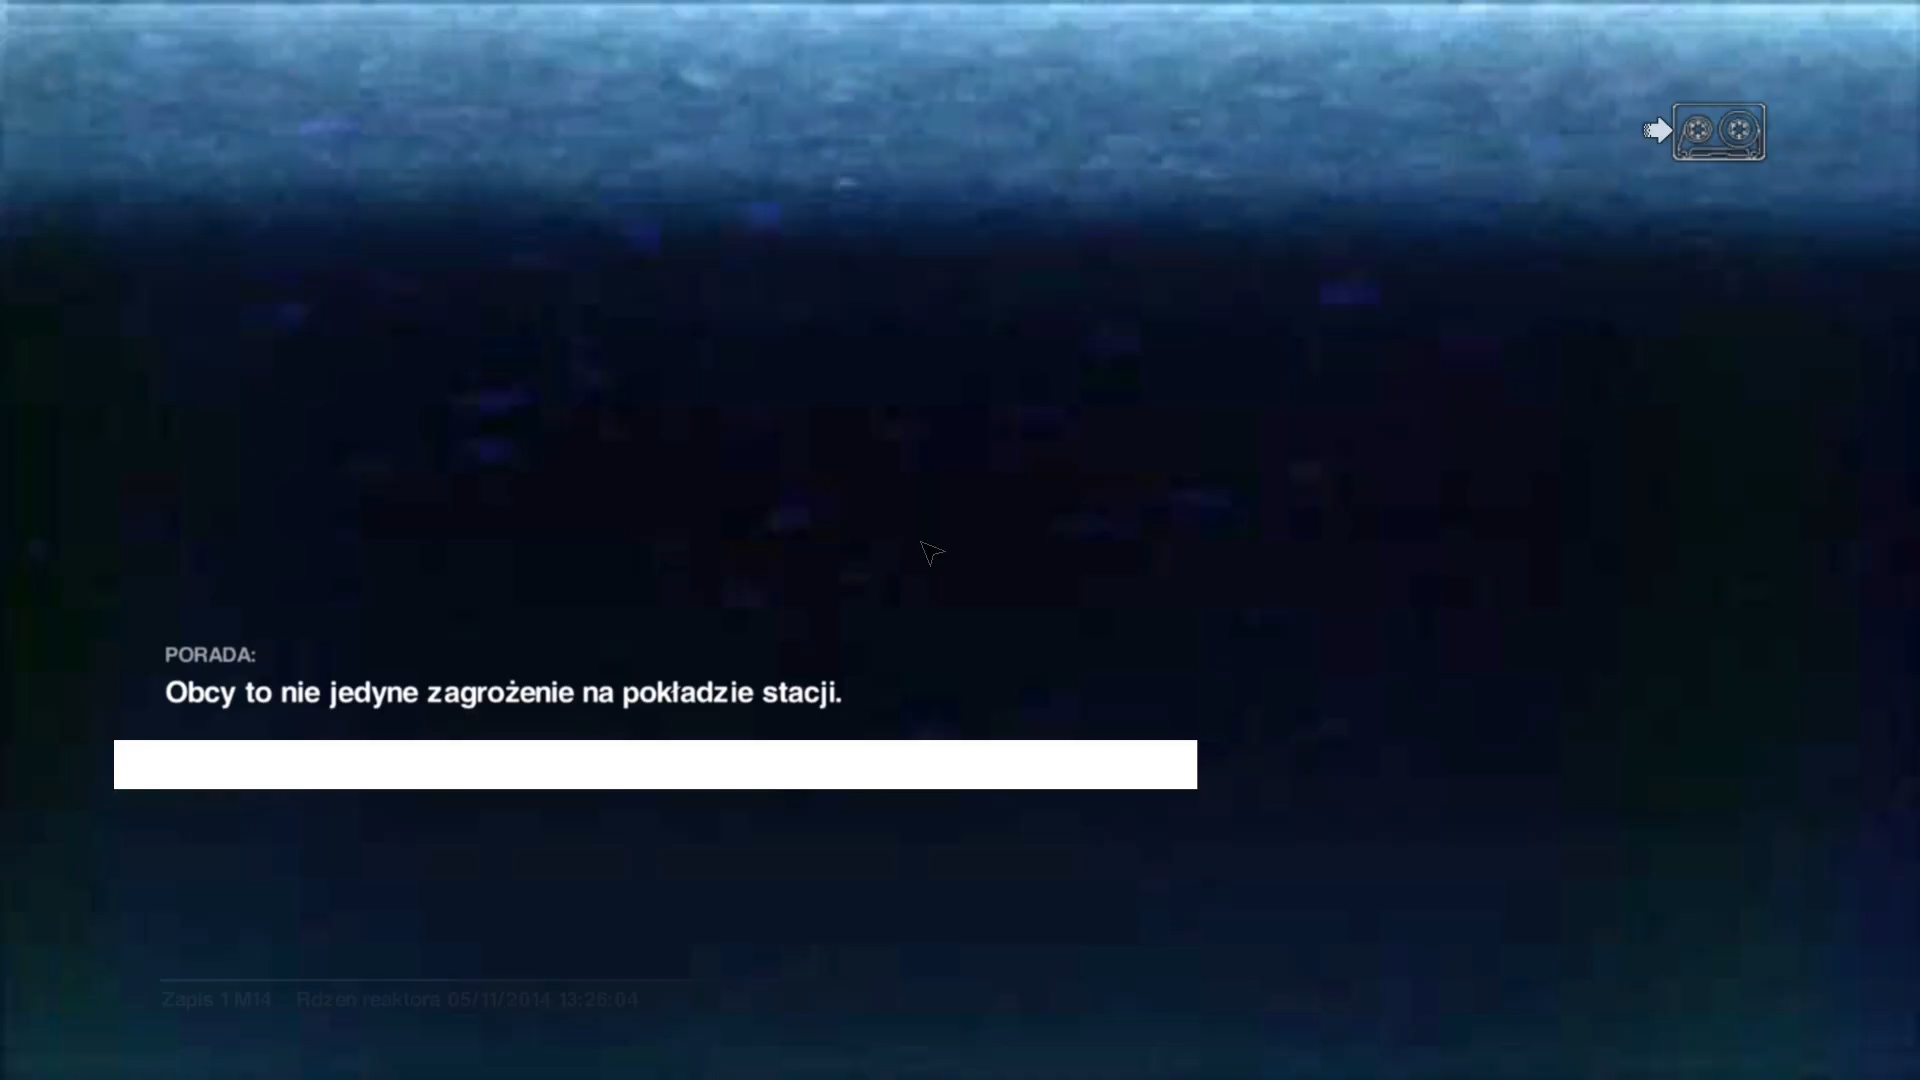 PORADA:
Obcy to nie jedyne zagrożenie na pokładzie stacji.
Zapis 1 M14 Rdzeń reaktora 05/11/2014 13:26:04